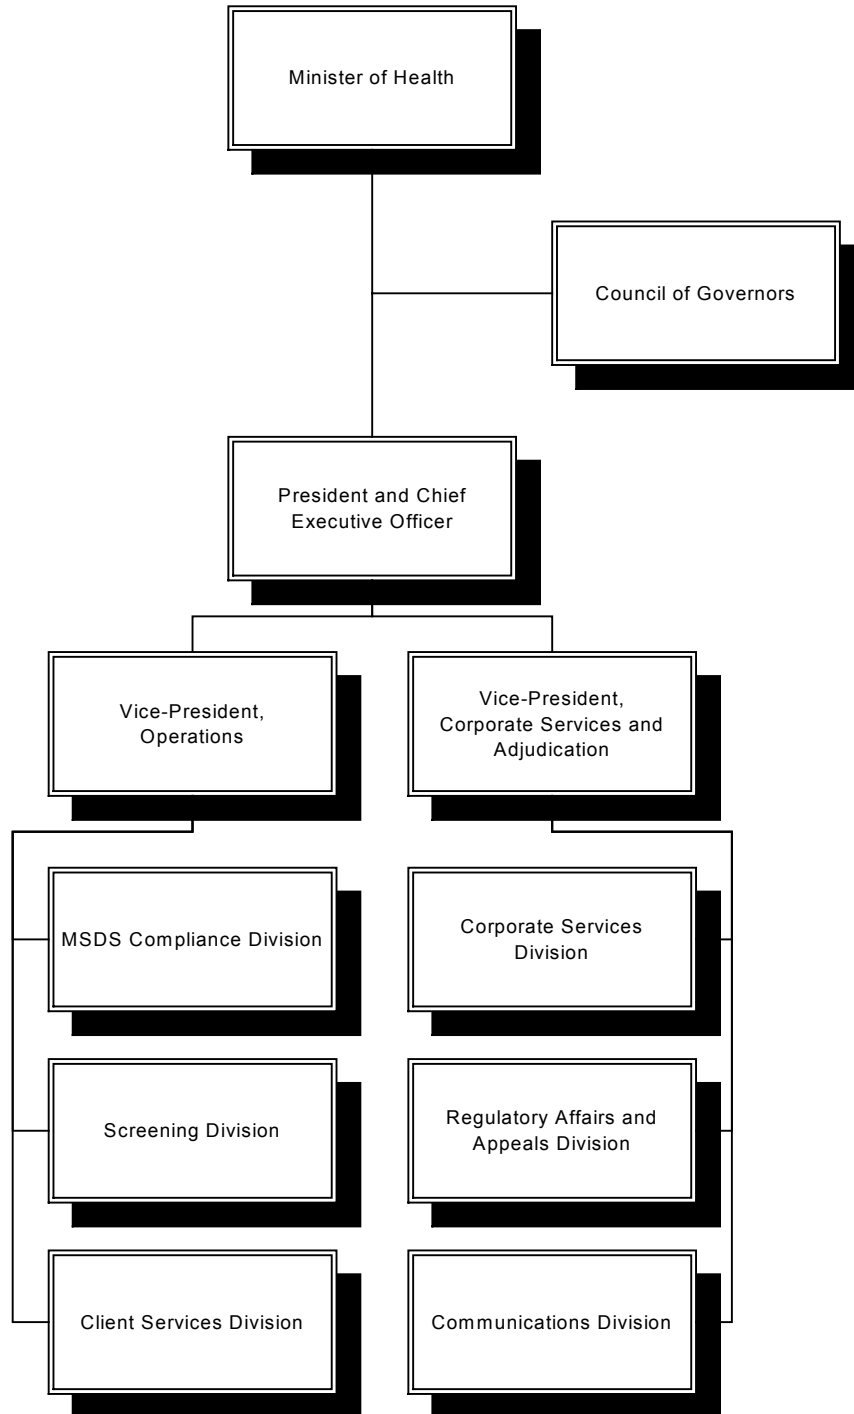 Minister of Health
Council of Governors
President and Chief
Executive Officer
Vice-President,
Operations
Vice-President,
Corporate Services and
Adjudication
MSDS Compliance Division
Corporate Services
Division
Screening Division
Regulatory Affairs and
Appeals Division
Client Services Division
Communications Division